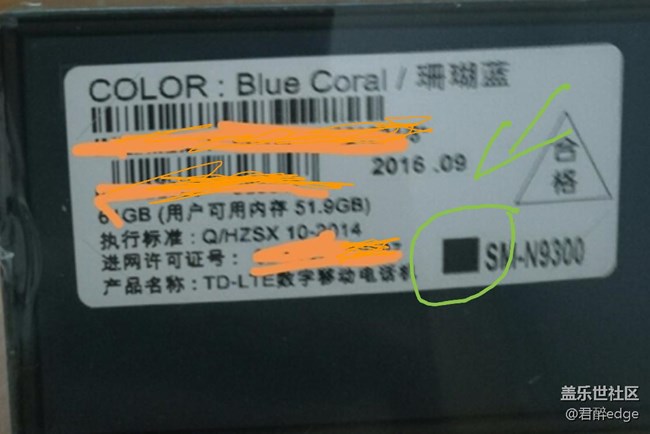 COLOR : Blue Coral / 珊瑚蓝
2016 .09
合格
GB (用户可用内存 51.9GB)
执行标准 : Q/HZSX 10-2014
进网许可证号 :
SM-N9300
产品名称 : TD-LTE数字移动电话机
盖乐世社区
@君醉edge